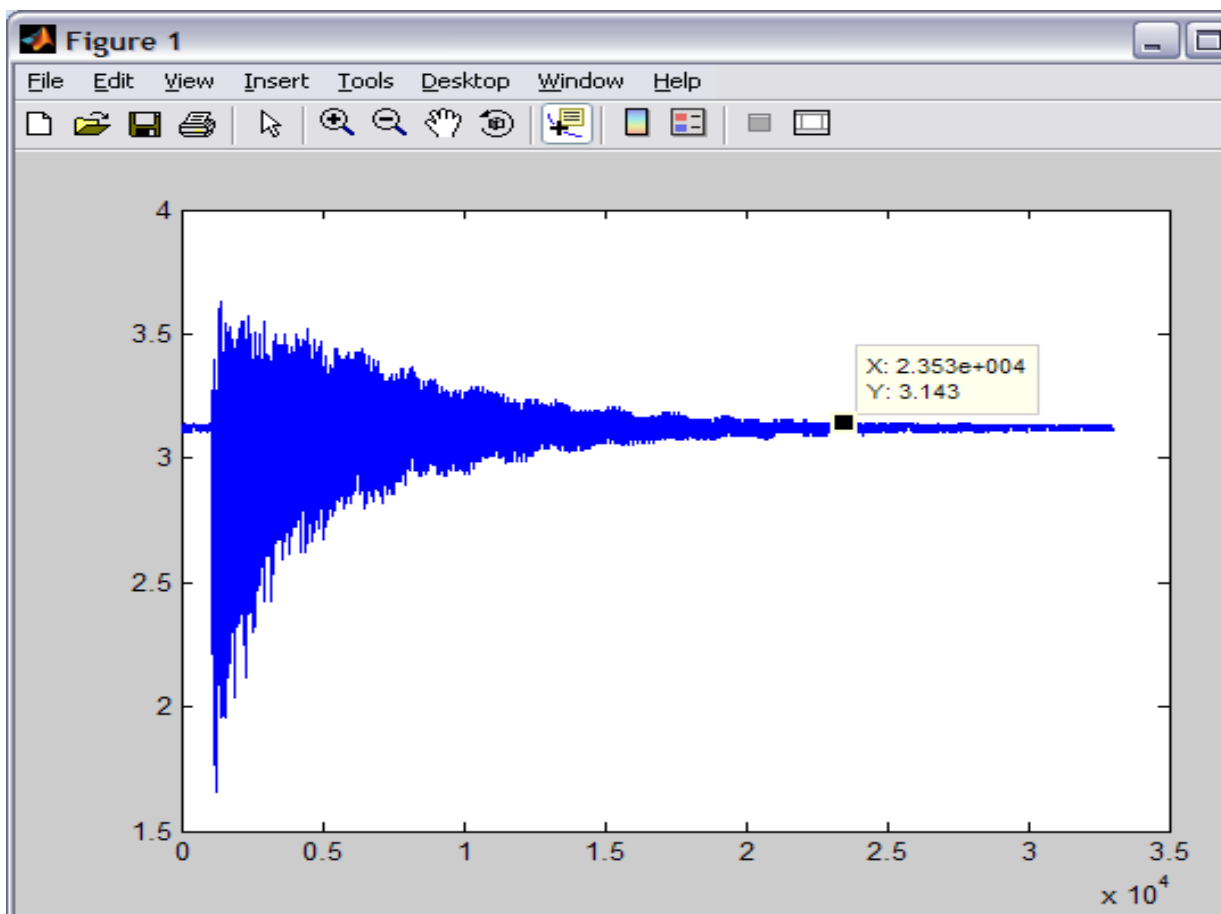 Figure 1
File Edit View Insert Tools Desktop Window Help
4
3.5
3
2.5
2
1.5
X: 2.353e+004
Y: 3.143
0 0.5 1 1.5 2 2.5 3 3.5
x 10^4